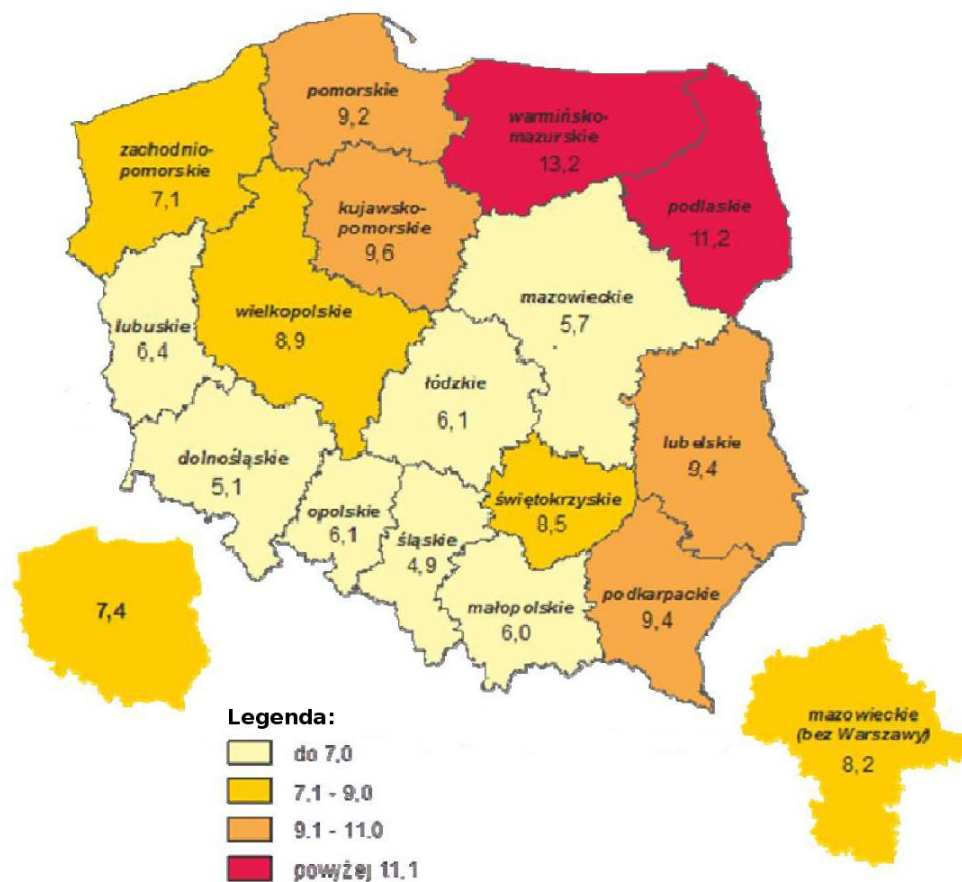 pomorskie
9,2
warmińsko-
mazurskie
13,2
zachodnio-
pomorskie
7,1
kujawsko-
pomorskie
9,6
podlaskie
11,2
mazowieckie
5,7
wielkopolskie
8,9
lubuskie
6,4
łódzkie
6,1
lubelskie
9,4
dolnośląskie
5,1
świętokrzyskie
8,5
opolskie
6,1
śląskie
4,9
podkarpackie
9,4
małopolskie
6,0
7,4
mazowieckie
(bez Warszawy)
8,2
Legenda:
do 7,0
7,1 - 9,0
9.1 - 11.0
powyżej 11,1